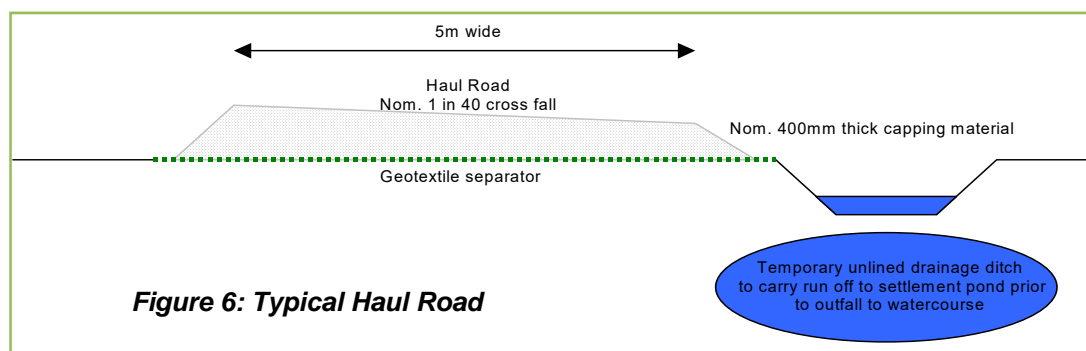 5m wide
Haul Road
Nom. 1 in 40 cross fall
Nom. 400mm thick capping material
Geotextile separator
Temporary unlined drainage ditch
to carry run off to settlement pond prior
to outfall to watercourse
Figure 6: Typical Haul Road